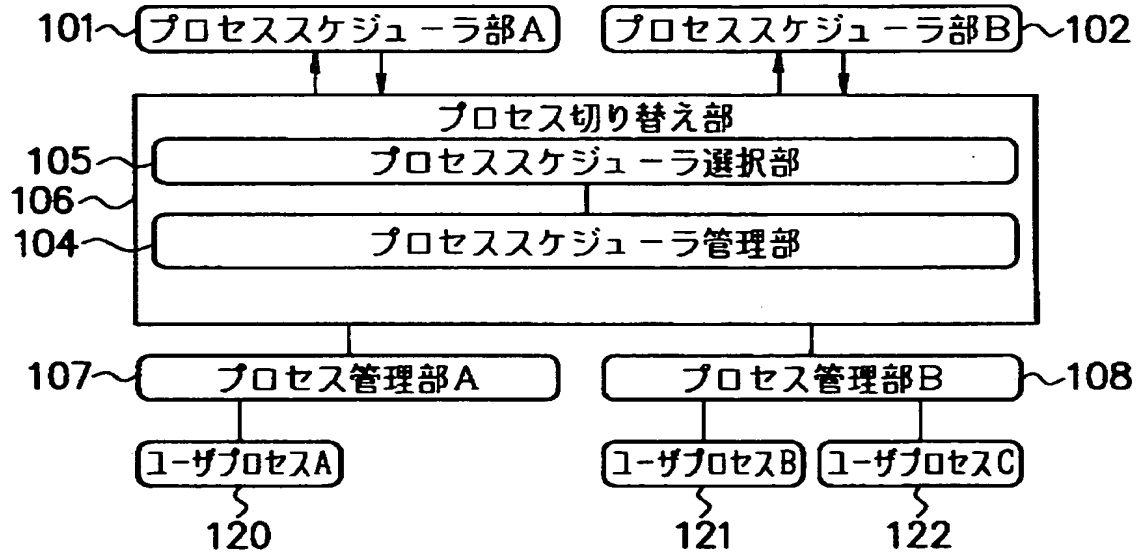 101 プロセススケジューラ部A プロセススケジューラ部B 102
プロセス切り替え部
105 プロセススケジューラ選択部
106
104 プロセススケジューラ管理部
107 プロセス管理部A プロセス管理部B 108
ユーザプロセスA ユーザプロセスB ユーザプロセスC
120 121 122